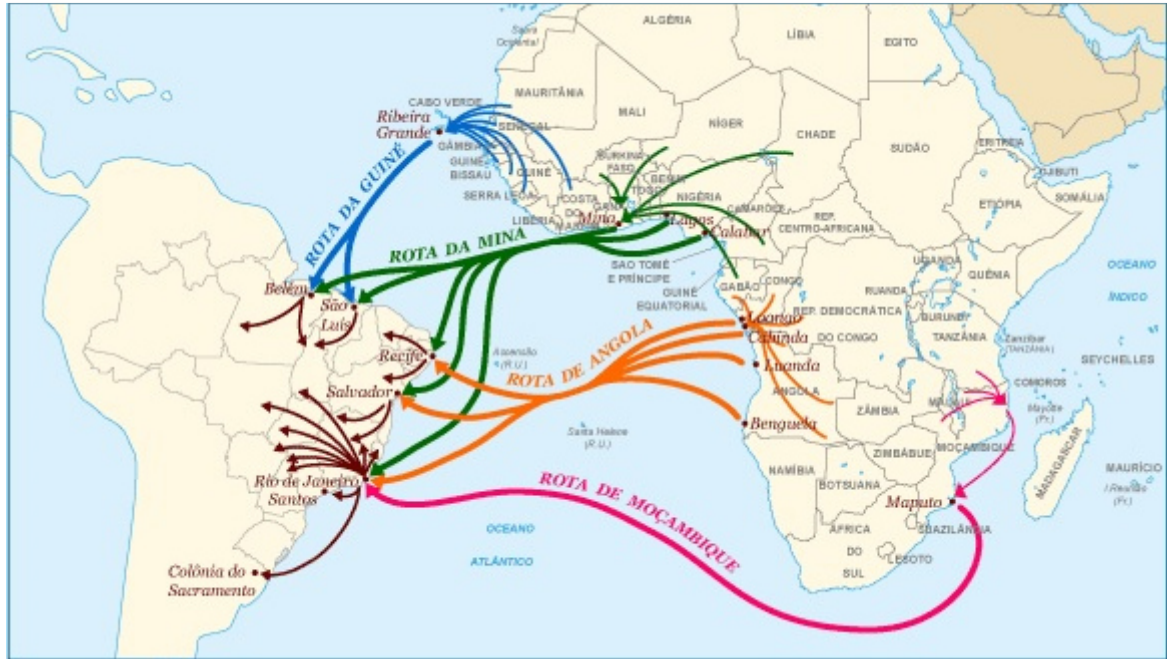 ARGÉLIA
LÍBIA
EGITO
Saara
Ocidental
MAURITÂNIA
MALI
NÍGER
CHADE
SUDÃO
ERITREIA
DJIBUTI
SOMÁLIA
ETIÓPIA
CABO VERDE
Ribeira
Grande
SENEGAL
GÂMBIA
GUINÉ-
BISSAU
GUINÉ
SERRA LEOA
LIBÉRIA
COSTA
DO
MARFIM
BURKINA
FASO
GANA
TOGO
BENIN
NIGÉRIA
CAMARÕES
REP.
CENTRO-AFRICANA
Mina
Lagos
Calabar
SAO TOMÉ
E PRÍNCIPE
GUINÉ
EQUATORIAL
GABÃO
CONGO
REP. DEMOCRÁTICA
DO CONGO
UGANDA
QUÊNIA
RUANDA
BURUNDI
TANZÂNIA
Zanzibar
(TANZÂNIA)
OCEANO
ÍNDICO
SEYCHELLES
COMOROS
Mayotte
(Fr.)
ROTA DA GUINÉ
ROTA DA MINA
ROTA DE ANGOLA
ROTA DE MOÇAMBIQUE
Belém
São
Luís
Recife
Salvador
Rio de Janeiro
Santos
Colônia do
Sacramento
Ascensão
(R.U.)
Santa Helena
(R.U.)
OCEANO
ATLÂNTICO
Loango
Cabinda
Luanda
ANGOLA
Benguela
ZÂMBIA
MALAUI
MOÇAMBIQUE
ZIMBÁBUE
NAMÍBIA
BOTSUANA
MADAGASCAR
MAURÍCIO
I Reunião
(Fr.)
Maputo
SUAZILÂNDIA
LESOTO
ÁFRICA
DO
SUL